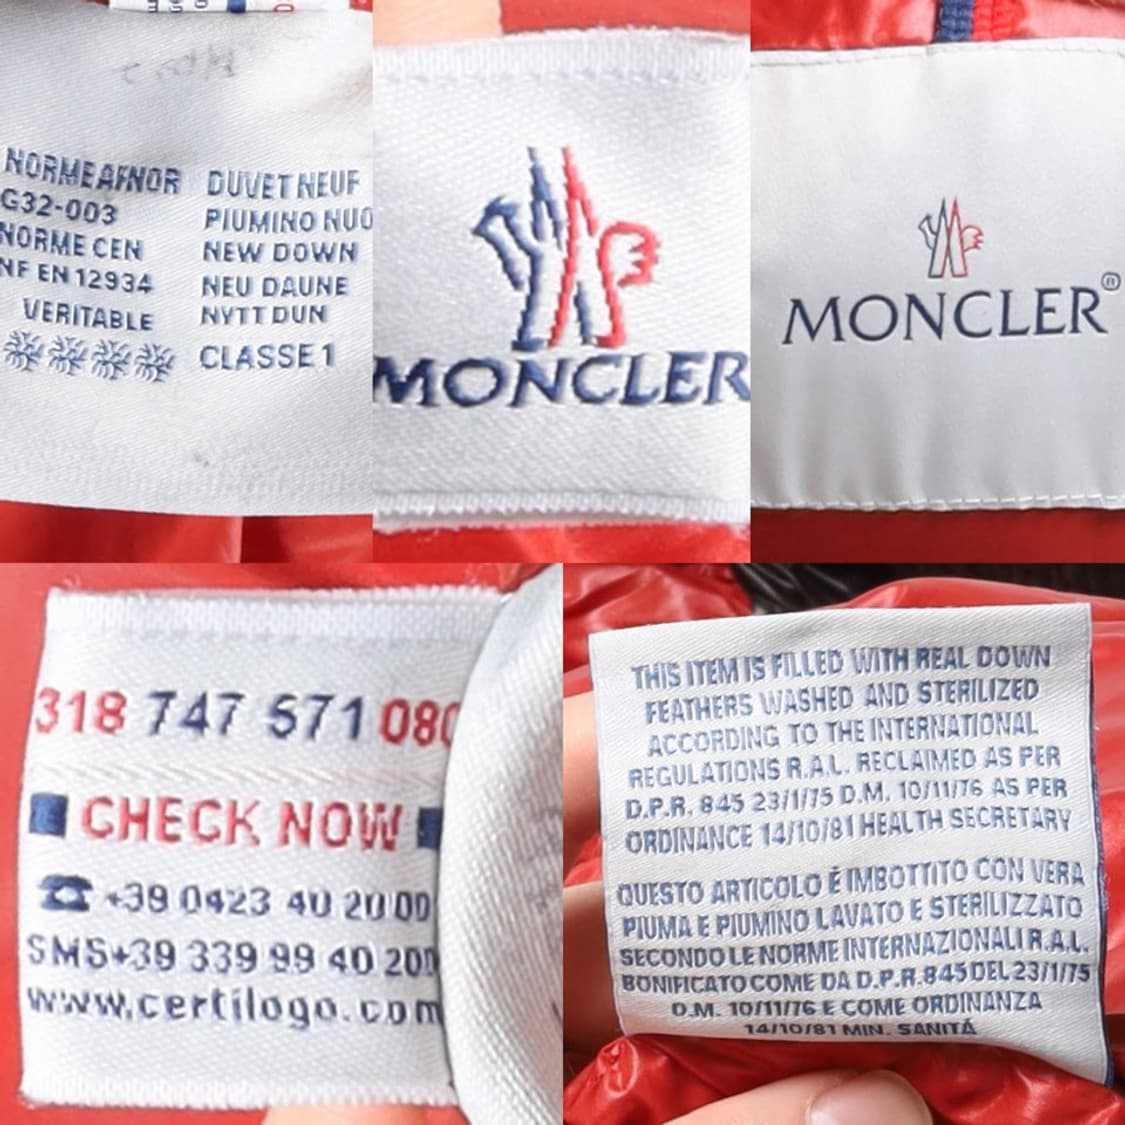 NORME AFNOR
G32-003
NORME CEN
NF EN 12934
VERITABLE
DUVET NEUF
PIUMINO NUO
NEW DOWN
NEU DAUNE
NYTT DUN
CLASSE 1
MONCLER
MONCLER®
318 747 571 080
CHECK NOW
+39 0423 40 20 00
SMS+39 339 99 40 200
www.certilogo.com
THIS ITEM IS FILLED WITH REAL DOWN
FEATHERS WASHED AND STERILIZED
ACCORDING TO THE INTERNATIONAL
REGULATIONS R.A.L. RECLAIMED AS PER
D.P.R. 845 23/1/75 D.M. 10/11/76 AS PER
ORDINANCE 14/10/81 HEALTH SECRETARY
QUESTO ARTICOLO È IMBOTTITO CON VERA
PIUMA E PIUMINO LAVATO E STERILIZZATO
SECONDO LE NORME INTERNAZIONALI R.A.L.
BONIFICATO COME DA D.P.R. 845 DEL 23/1/75
D.M. 10/11/76 E COME ORDINANZA
14/10/81 MIN. SANITÁ